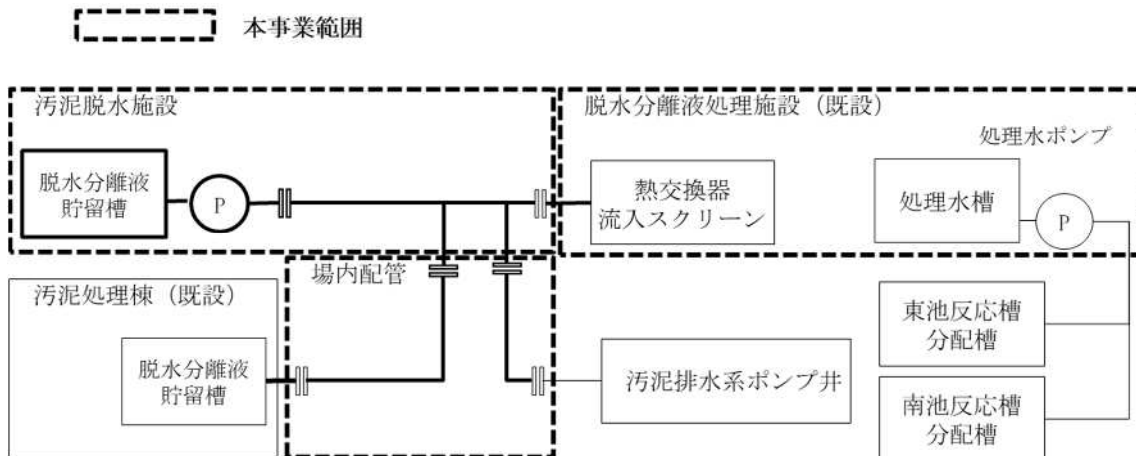 本事業範囲
汚泥脱水施設
脱水分離液
貯留槽
P
脱水分離液処理施設（既設）
処理水ポンプ
熱交換器
流入スクリーン
処理水槽
P
場内配管
汚泥処理棟（既設）
脱水分離液
貯留槽
汚泥排水系ポンプ井
東池反応槽
分配槽
南池反応槽
分配槽